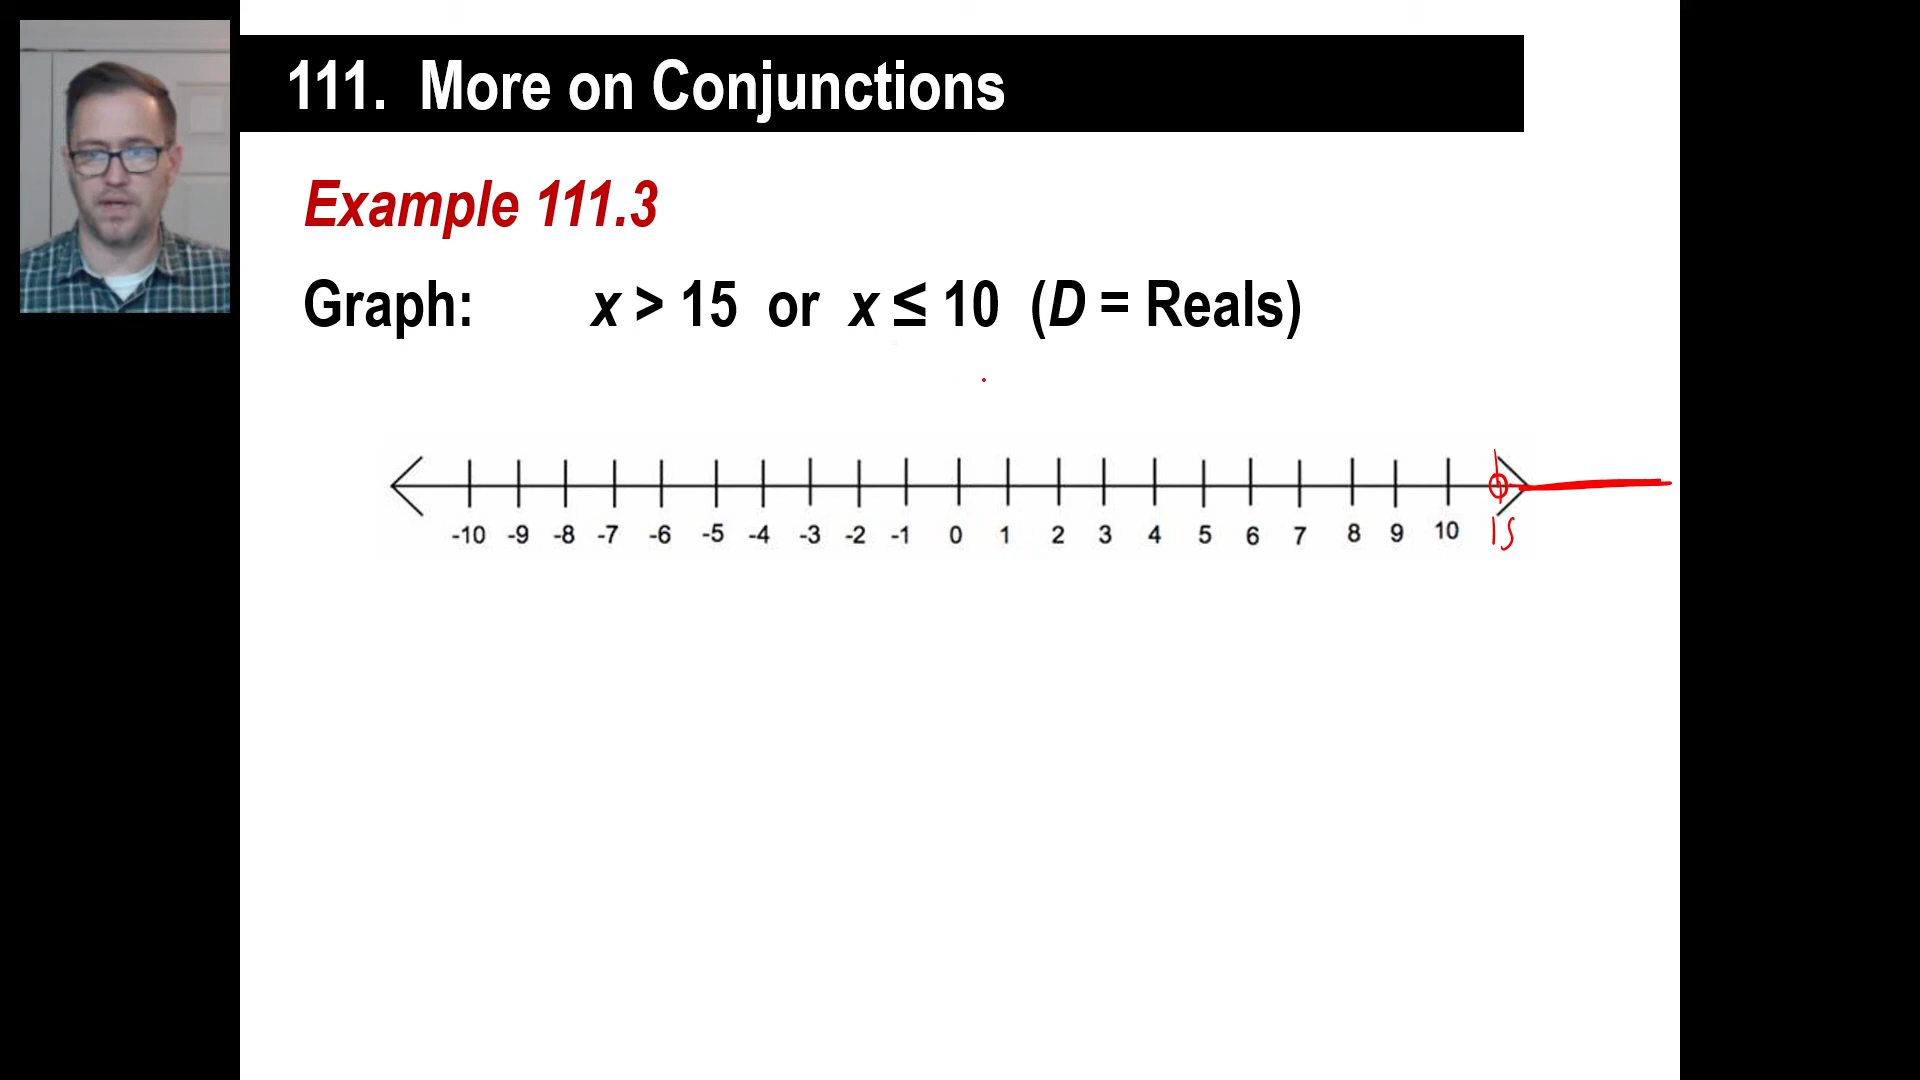 111. More on Conjunctions
Example 111.3
Graph: x > 15 or x ≤ 10 (D = Reals)
-10 -9 -8 -7 -6 -5 -4 -3 -2 -1 0 1 2 3 4 5 6 7 8 9 10 15